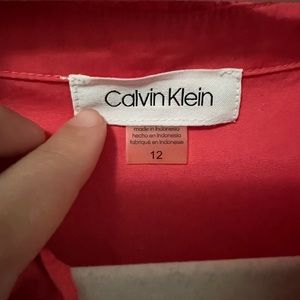 Calvin Klein
made in Indonesia
hecho en Indonesia
fabriqué en Indonésie
12